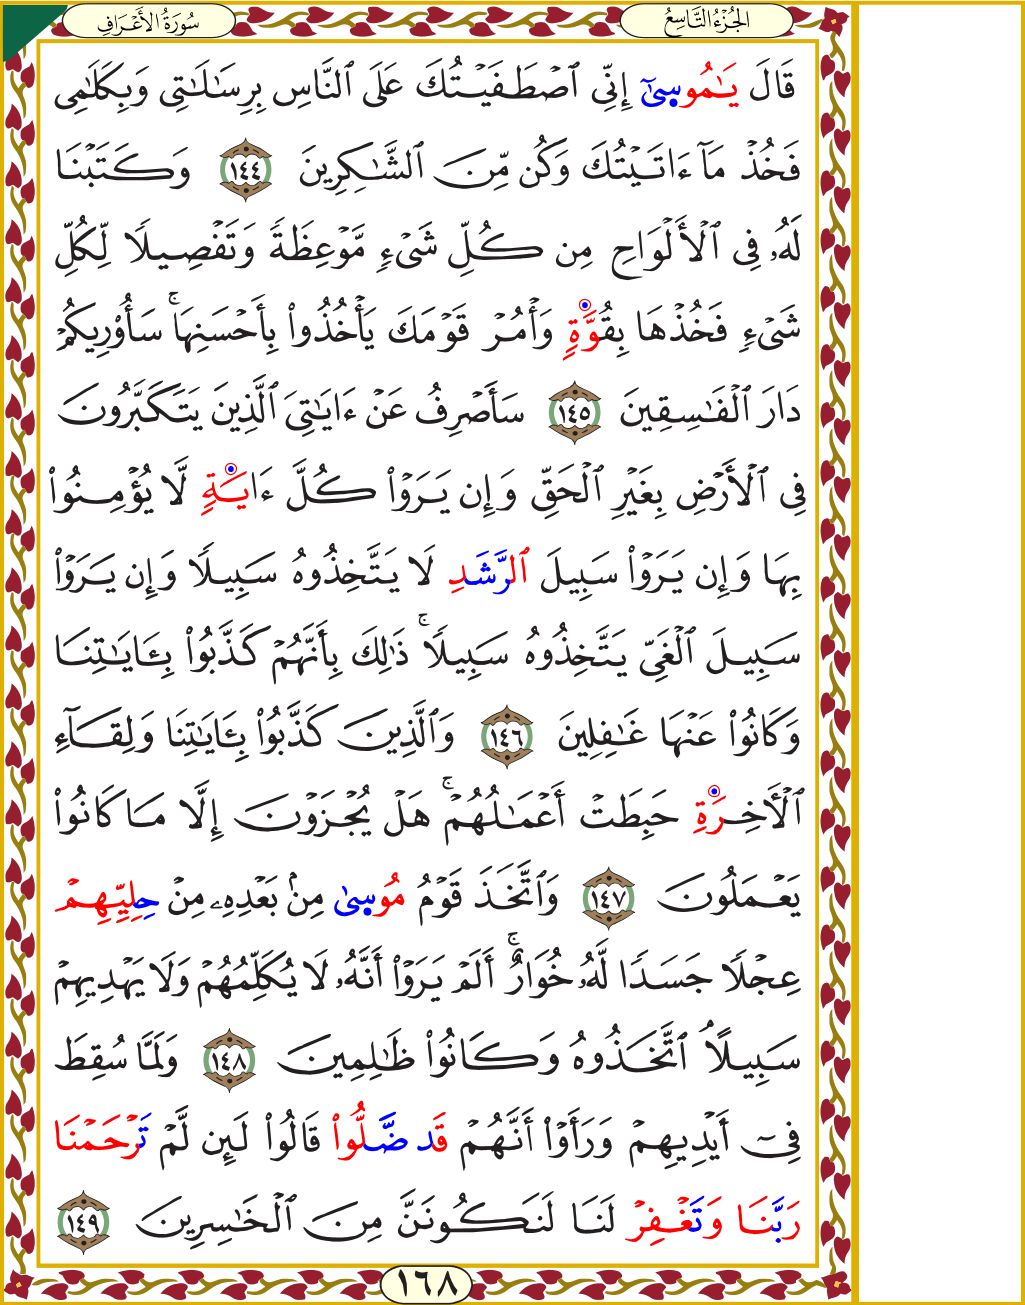 الجُزْءُ التَّاسِعُ
سُورَةُ الأَعْرَافِ
قَالَ يَـٰمُوسِىٰٓ إِنِّى ٱصْطَفَيْتُكَ عَلَى ٱلنَّاسِ بِرِسَـٰلَـٰتِى وَبِكَلَـٰمِى
فَخُذْ مَآ ءَاتَيْتُكَ وَكُن مِّنَ ٱلشَّـٰكِرِينَ ١٤٤ وَكَتَبْنَا
لَهُۥ فِى ٱلْأَلْوَاحِ مِن كُلِّ شَىْءٍ مَّوْعِظَةً وَتَفْصِيلًا لِّكُلِّ
شَىْءٍ فَخُذْهَا بِقُوَّةٍ وَأْمُرْ قَوْمَكَ يَأْخُذُوا۟ بِأَحْسَنِهَا ۚ سَأُو۟رِيكُمْ
دَارَ ٱلْفَـٰسِقِينَ ١٤٥ سَأَصْرِفُ عَنْ ءَايَـٰتِىَ ٱلَّذِينَ يَتَكَبَّرُونَ
فِى ٱلْأَرْضِ بِغَيْرِ ٱلْحَقِّ وَإِن يَرَوْا۟ كُلَّ ءَايَةٍ لَّا يُؤْمِنُوا۟
بِهَا وَإِن يَرَوْا۟ سَبِيلَ ٱلرَّشَدِ لَا يَتَّخِذُوهُ سَبِيلًا وَإِن يَرَوْا۟
سَبِيلَ ٱلْغَىِّ يَتَّخِذُوهُ سَبِيلًا ۚ ذَٰلِكَ بِأَنَّهُمْ كَذَّبُوا۟ بِـَٔايَـٰتِنَا
وَكَانُوا۟ عَنْهَا غَـٰفِلِينَ ١٤٦ وَٱلَّذِينَ كَذَّبُوا۟ بِـَٔايَـٰتِنَا وَلِقَآءِ
ٱلْـَٔاخِرَةِ حَبِطَتْ أَعْمَـٰلُهُمْ ۚ هَلْ يُجْزَوْنَ إِلَّا مَا كَانُوا۟
يَعْمَلُونَ ١٤٧ وَٱتَّخَذَ قَوْمُ مُوسِىٰ مِنۢ بَعْدِهِۦ مِنْ حِلِيِّهِمْ
عِجْلًا جَسَدًا لَّهُۥ خُوَارٌ ۚ أَلَمْ يَرَوْا۟ أَنَّهُۥ لَا يُكَلِّمُهُمْ وَلَا يَهْدِيهِمْ
سَبِيلًا ۘ ٱتَّخَذُوهُ وَكَانُوا۟ ظَـٰلِمِينَ ١٤٨ وَلَمَّا سُقِطَ
فِىٓ أَيْدِيهِمْ وَرَأَوْا۟ أَنَّهُمْ قَد ضَّلُّوا۟ قَالُوا۟ لَئِن لَّمْ تَرْحَمْنَا
رَبَّنَا وَتَغْفِرْ لَنَا لَنَكُونَنَّ مِنَ ٱلْخَـٰسِرِينَ ١٤٩
١٦٨